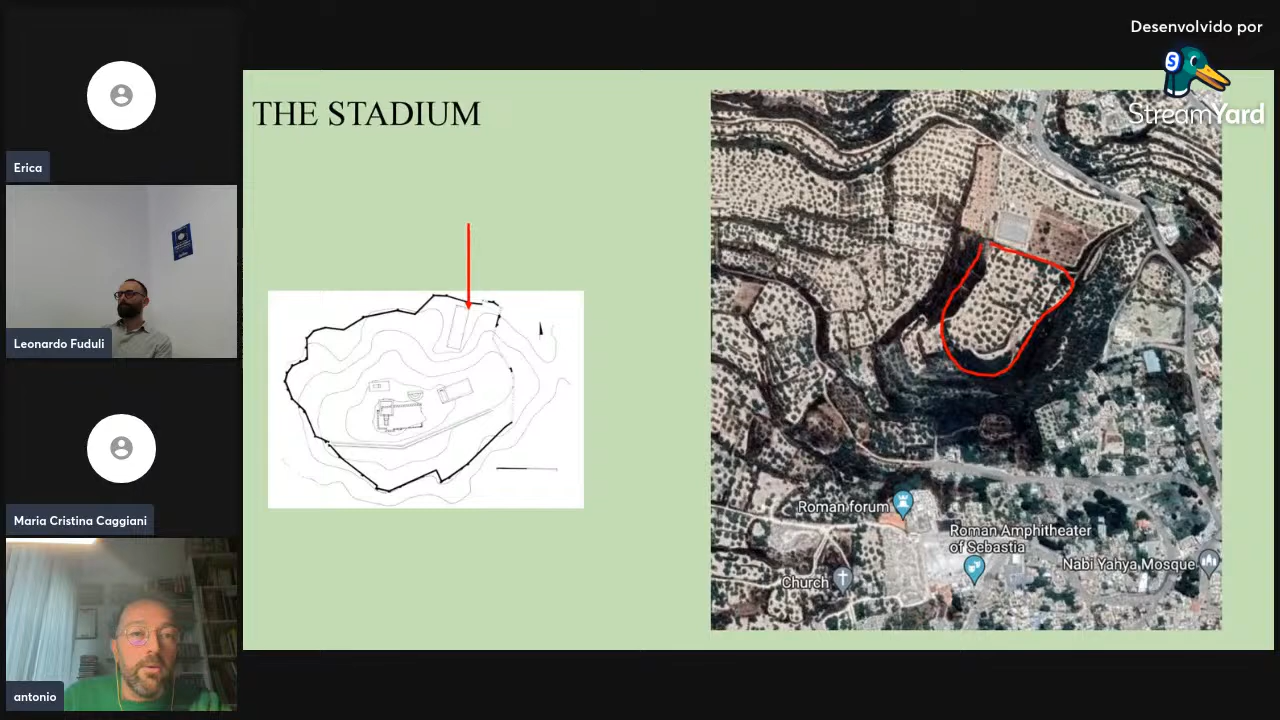 Desenvolvido por
S
StreamYard
THE STADIUM
Erica
Leonardo Fuduli
Maria Cristina Caggiani
antonio
Roman forum
Roman Amphitheater
of Sebastia
Nabi Yahya Mosque
Church